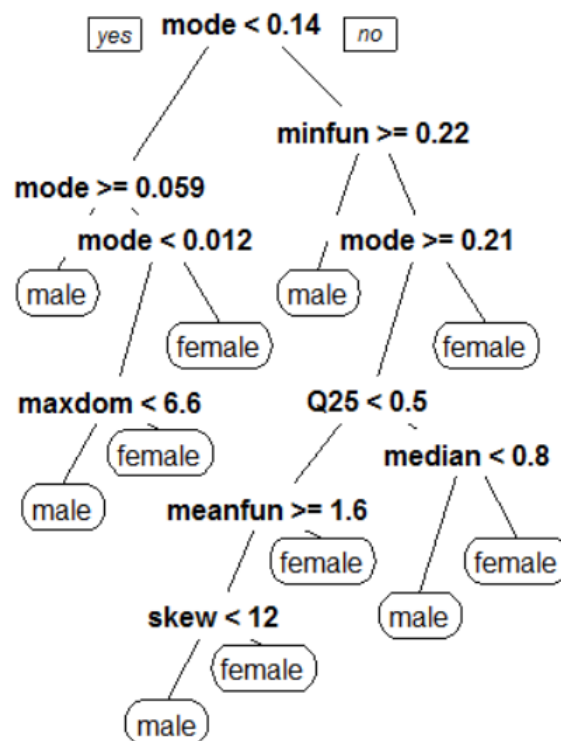 yes mode < 0.14 no
minfun >= 0.22
mode >= 0.059
mode < 0.012 mode >= 0.21
male male
female female
maxdom < 6.6 Q25 < 0.5
female median < 0.8
male meanfun >= 1.6
female female
skew < 12 male
female
male